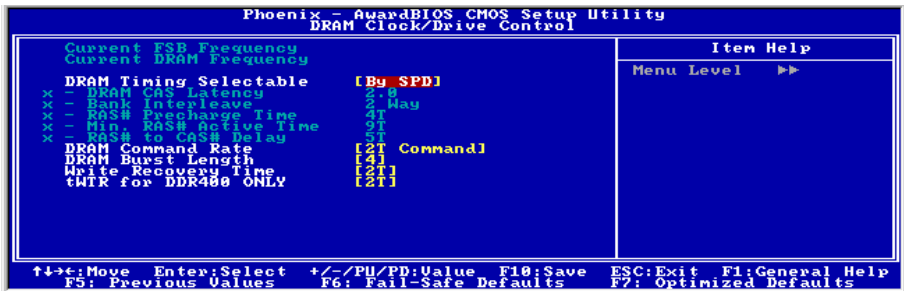 Phoenix - AwardBIOS CMOS Setup Utility
DRAM Clock/Drive Control
Current FSB Frequency
Current DRAM Frequency
DRAM Timing Selectable [By SPD]
x - DRAM CAS Latency 2.0
x - Bank Interleave 2 Way
x - RAS# Precharge Time 4T
x - Min. RAS# Active Time 9T
x - RAS# to CAS# Delay 5T
DRAM Command Rate [2T Command]
DRAM Burst Length [4]
Write Recovery Time [2T]
tWTR for DDR400 ONLY [2T]
Item Help
Menu Level ▶▶
↑↓→←:Move Enter:Select +/-/PU/PD:Value F10:Save ESC:Exit F1:General Help
F5: Previous Values F6: Fail-Safe Defaults F7: Optimized Defaults